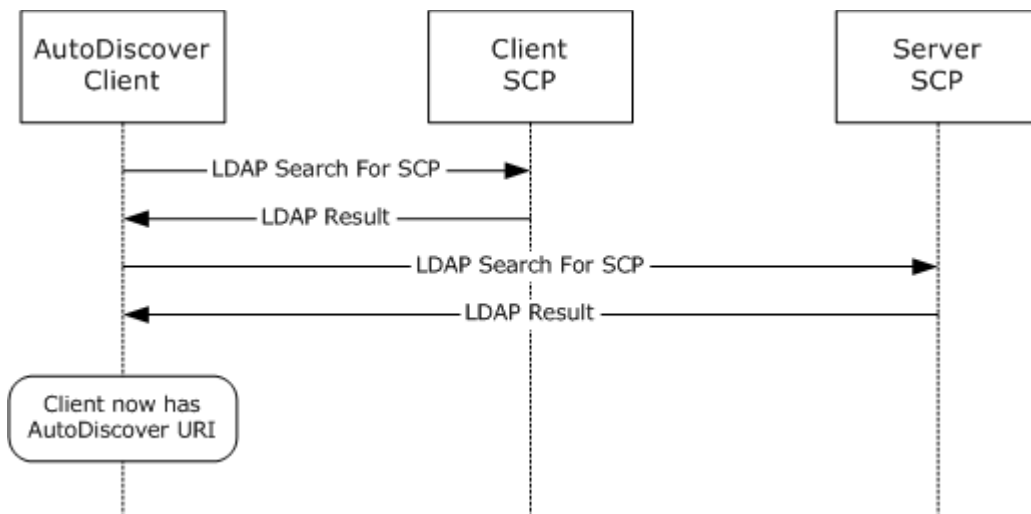 AutoDiscover
Client
Client
SCP
Server
SCP
LDAP Search For SCP
LDAP Result
LDAP Search For SCP
LDAP Result
Client now has
AutoDiscover URI